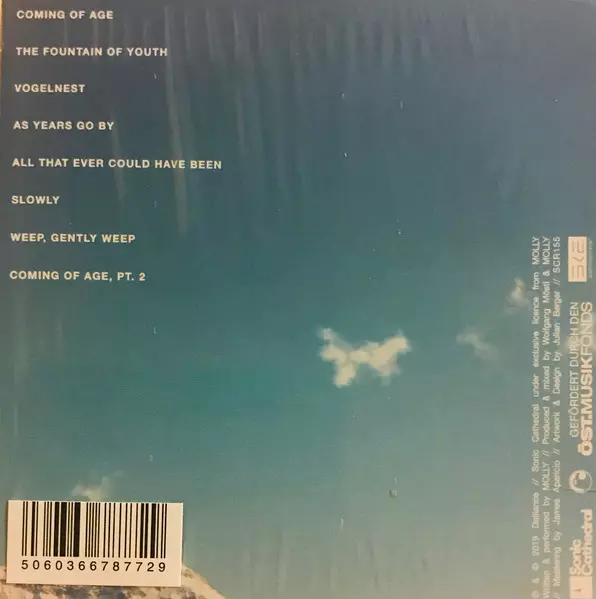 COMING OF AGE
THE FOUNTAIN OF YOUTH
VOGELNEST
AS YEARS GO BY
ALL THAT EVER COULD HAVE BEEN
SLOWLY
WEEP, GENTLY WEEP
COMING OF AGE, PT. 2
5060366787729
℗ & © 2019 Dalliance // Sonic Cathedral under exclusive licence from MOLLY
Written & performed by MOLLY // Produced & mixed by Wolfgang Möstl & MOLLY
// Mastering by James Aparicio // Artwork & Design by Julian Berger // SCR155
Sonic
Cathedral
GEFÖRDERT DURCH DEN
ÖST.MUSIKFONDS
SKE